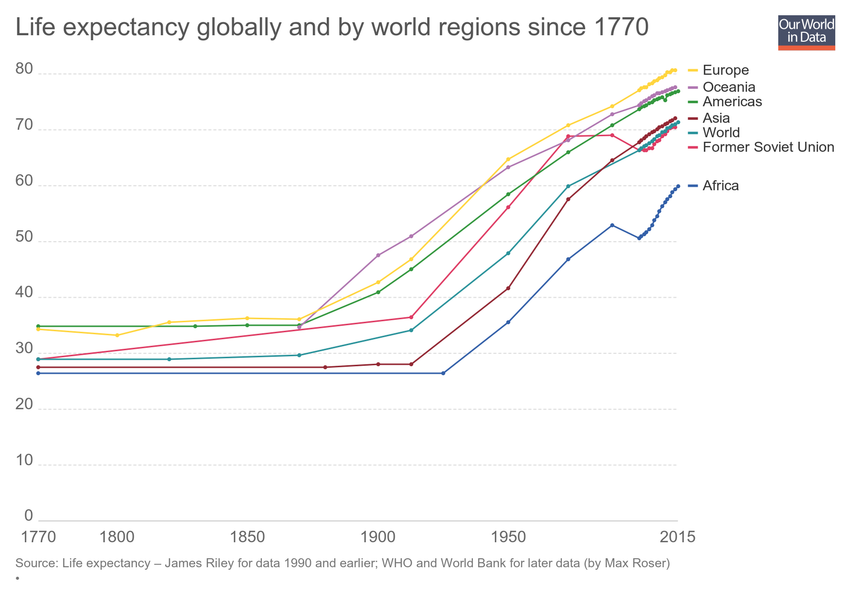 Life expectancy globally and by world regions since 1770
Our World
in Data
80
70
60
50
40
30
20
10
0
Europe
Oceania
Americas
Asia
World
Former Soviet Union
Africa
1770 1800 1850 1900 1950 2015
Source: Life expectancy – James Riley for data 1990 and earlier; WHO and World Bank for later data (by Max Roser)
•